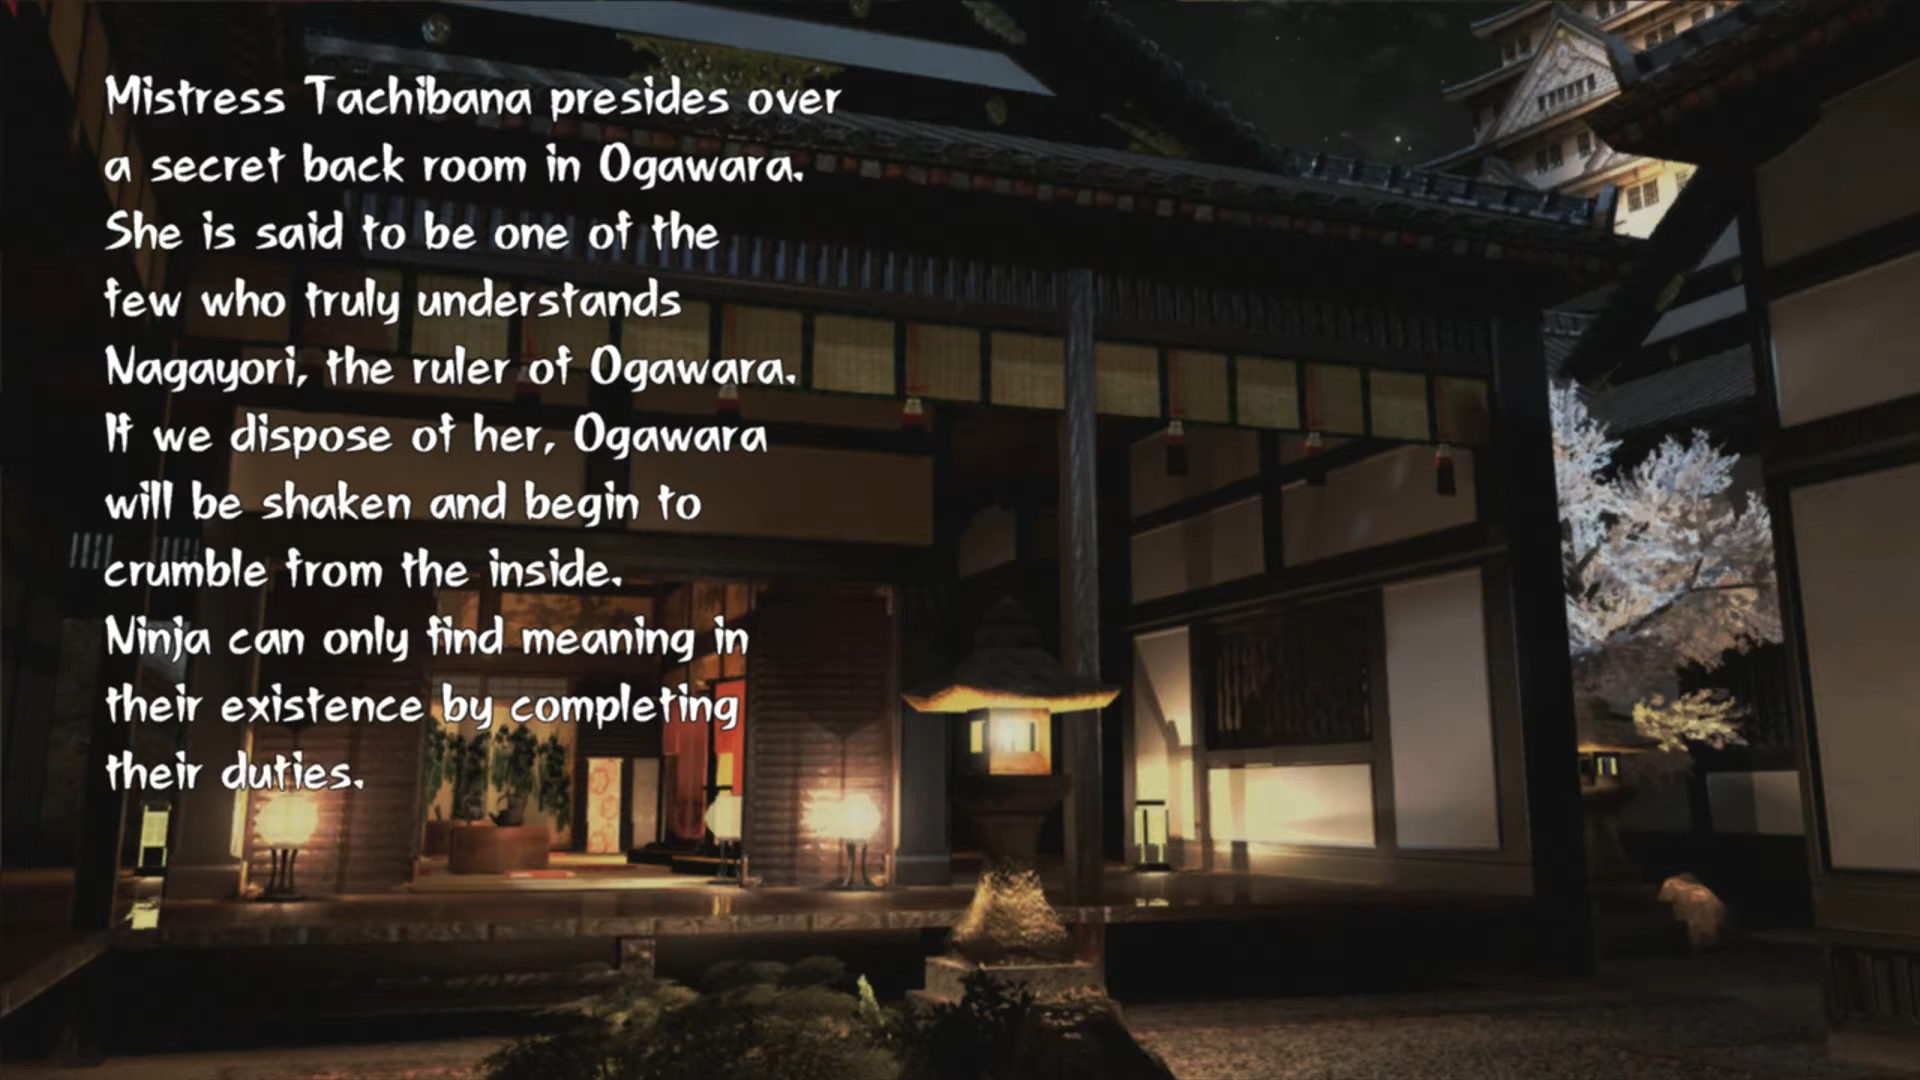 Mistress Tachibana presides over
a secret back room in Ogawara.
She is said to be one of the
few who truly understands
Nagayori, the ruler of Ogawara.
If we dispose of her, Ogawara
will be shaken and begin to
crumble from the inside.
Ninja can only find meaning in
their existence by completing
their duties.